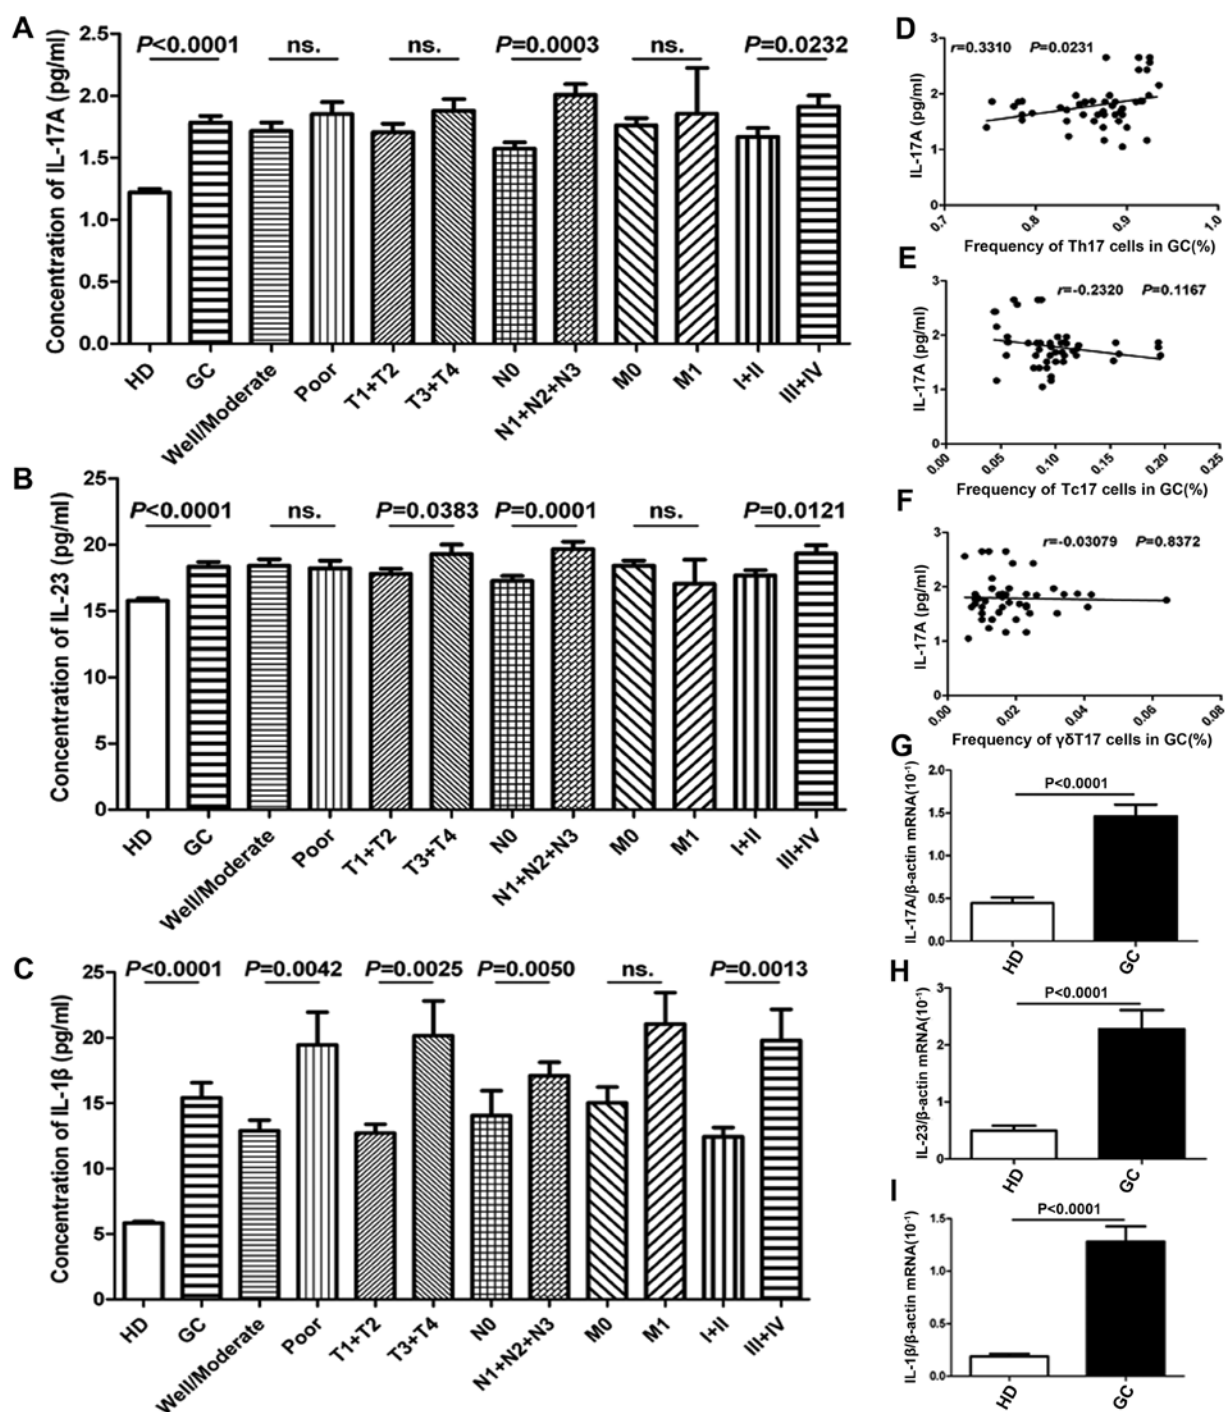 A
Concentration of IL-17A (pg/ml)
2.5
2.0
1.5
1.0
0.5
0.0
P<0.0001
ns.
ns.
P=0.0003
ns.
P=0.0232
HD
GC
Well/Moderate
Poor
T1+T2
T3+T4
N0
N1+N2+N3
M0
M1
I+II
III+IV
B
Concentration of IL-23 (pg/ml)
25
20
15
10
5
0
P<0.0001
ns.
P=0.0383
P=0.0001
ns.
P=0.0121
HD
GC
Well/Moderate
Poor
T1+T2
T3+T4
N0
N1+N2+N3
M0
M1
I+II
III+IV
C
Concentration of IL-1β (pg/ml)
25
20
15
10
5
0
P<0.0001
P=0.0042
P=0.0025
P=0.0050
ns.
P=0.0013
HD
GC
Well/Moderate
Poor
T1+T2
T3+T4
N0
N1+N2+N3
M0
M1
I+II
III+IV
D
r=0.3310 P=0.0231
IL-17A (pg/ml)
3
2
1
0
0.7
0.8
0.9
1.0
Frequency of Th17 cells in GC(%)
E
r=-0.2320 P=0.1167
IL-17A (pg/ml)
3
2
1
0
0.00
0.05
0.10
0.15
0.20
0.25
Frequency of Tc17 cells in GC(%)
F
r=-0.03079 P=0.8372
IL-17A (pg/ml)
3
2
1
0
0.00
0.02
0.04
0.06
0.08
Frequency of γδT17 cells in GC(%)
G
IL-17A/β-actin mRNA(10⁻¹)
2.0
1.5
1.0
0.5
0.0
P<0.0001
HD
GC
H
IL-23/β-actin mRNA(10⁻¹)
3
2
1
0
P<0.0001
HD
GC
I
IL-1β/β-actin mRNA(10⁻¹)
1.5
1.0
0.5
0.0
P<0.0001
HD
GC